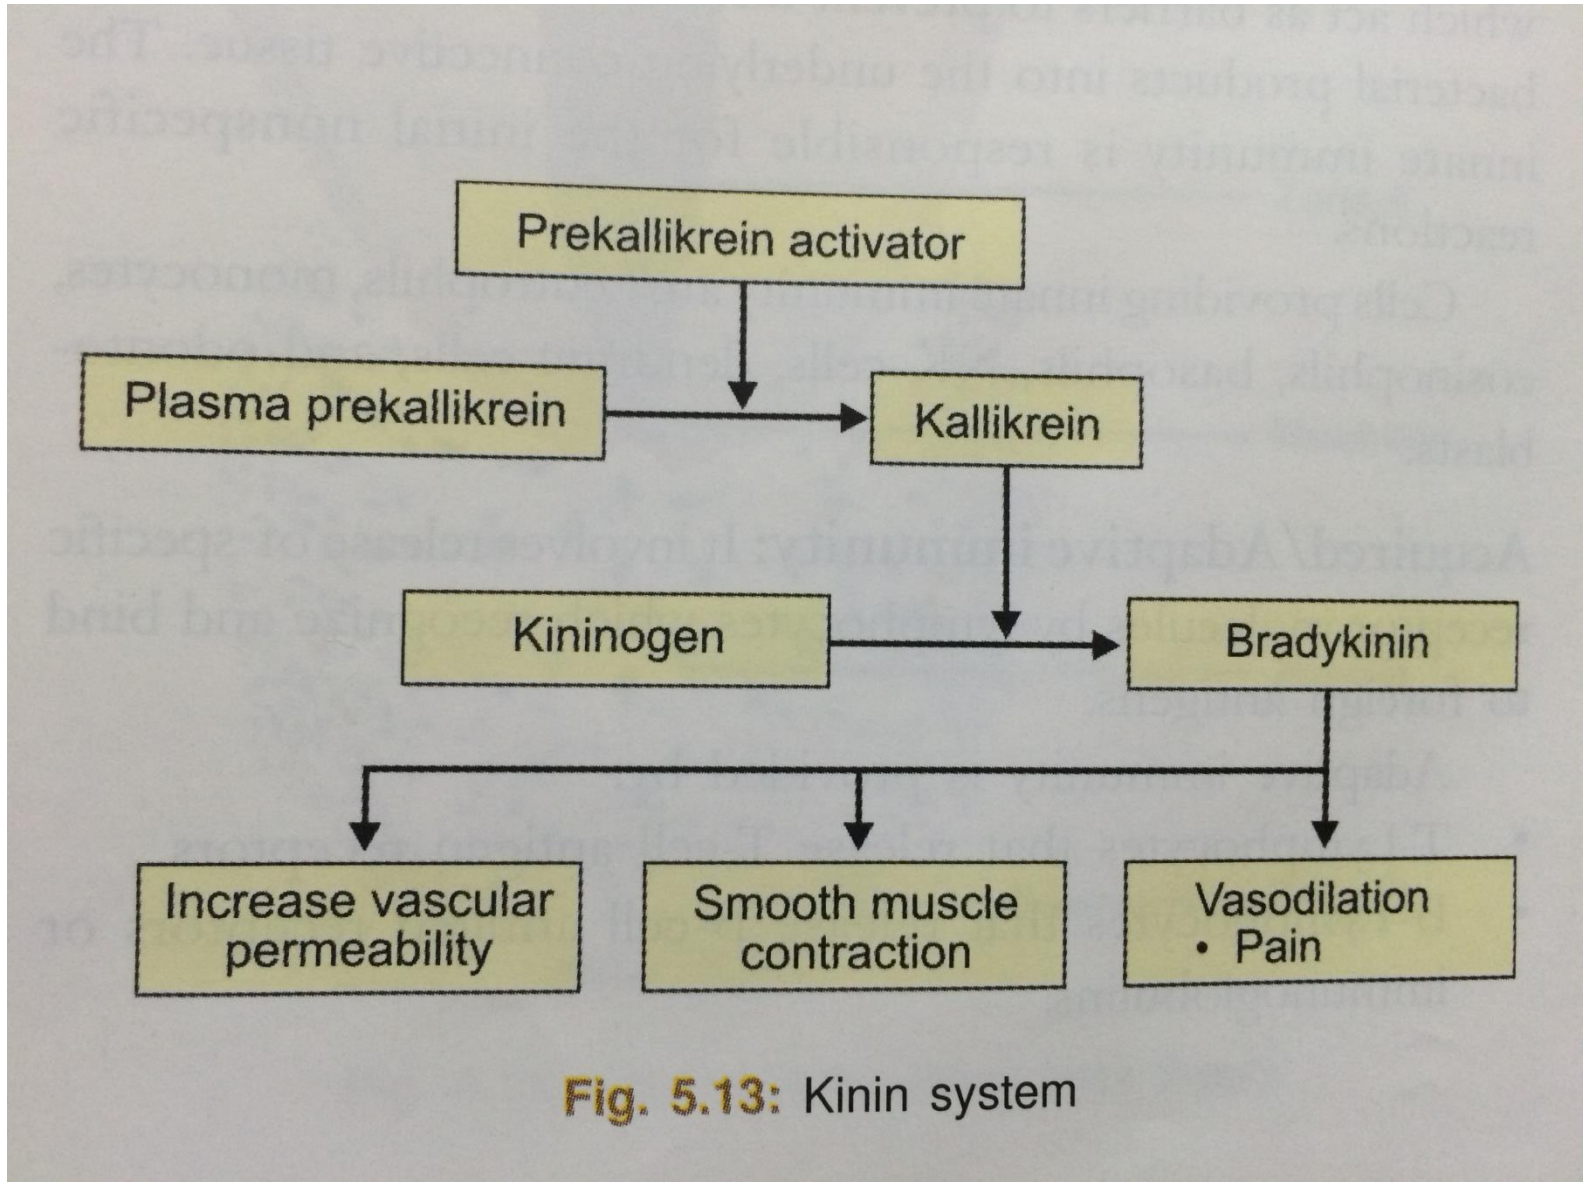 Prekallikrein activator
Plasma prekallikrein
Kallikrein
Kininogen
Bradykinin
Increase vascular
permeability
Smooth muscle
contraction
Vasodilation
• Pain
Fig. 5.13: Kinin system